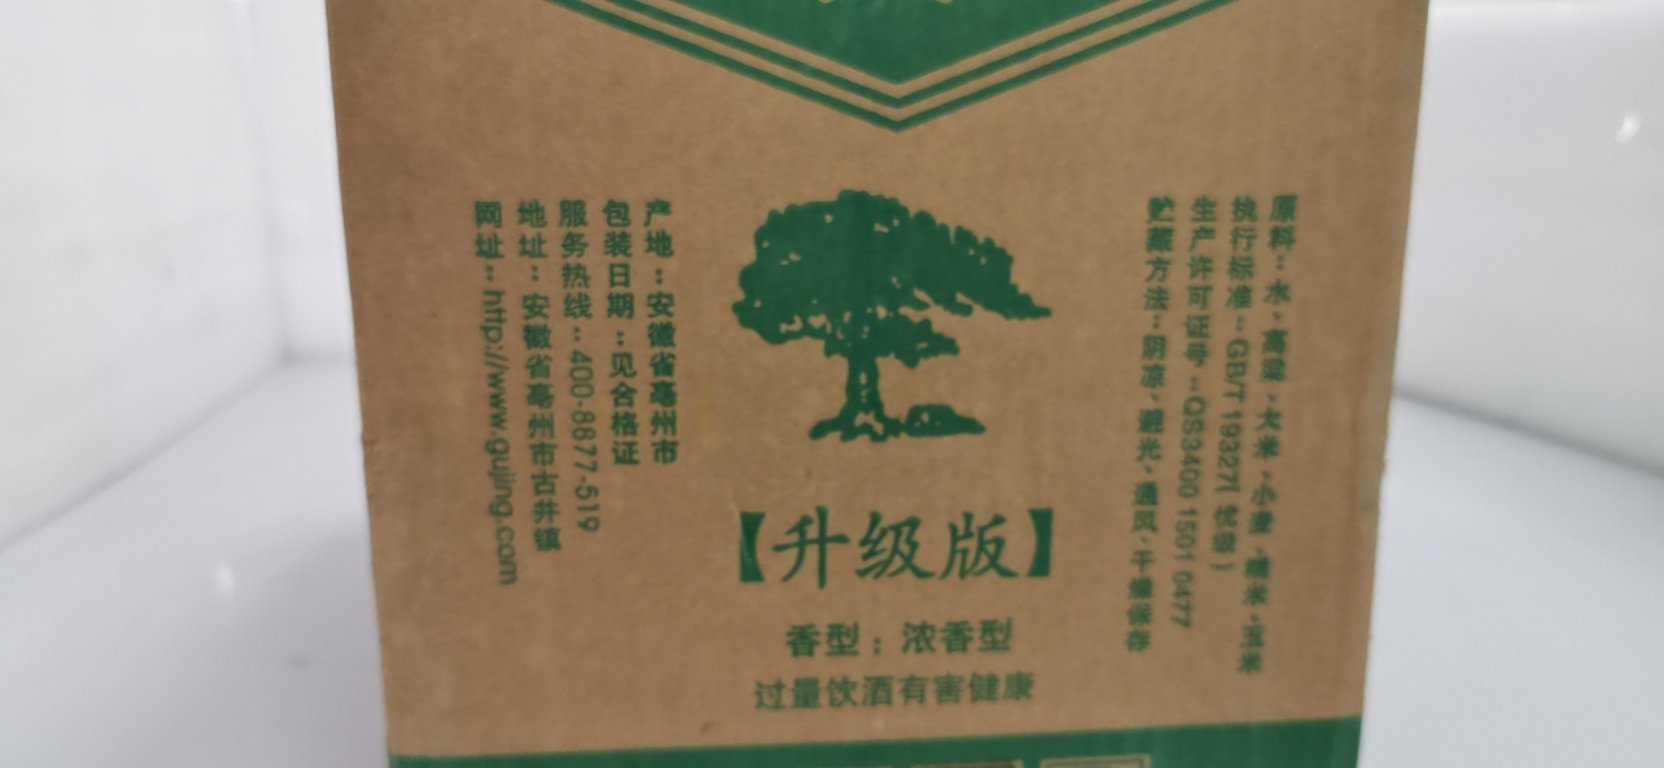 原料：水、高粱、大米、小麦、糯米、玉米
执行标准：GB/T 19327(优级)
生产许可证号：QS3400 1501 0477
贮藏方法：阴凉、避光、通风、干燥保存
【升级版】
香型：浓香型
过量饮酒有害健康
产地：安徽省亳州市
包装日期：见合格证
服务热线：400-8877-519
地址：安徽省亳州市古井镇
网址：http://www.gujing.com